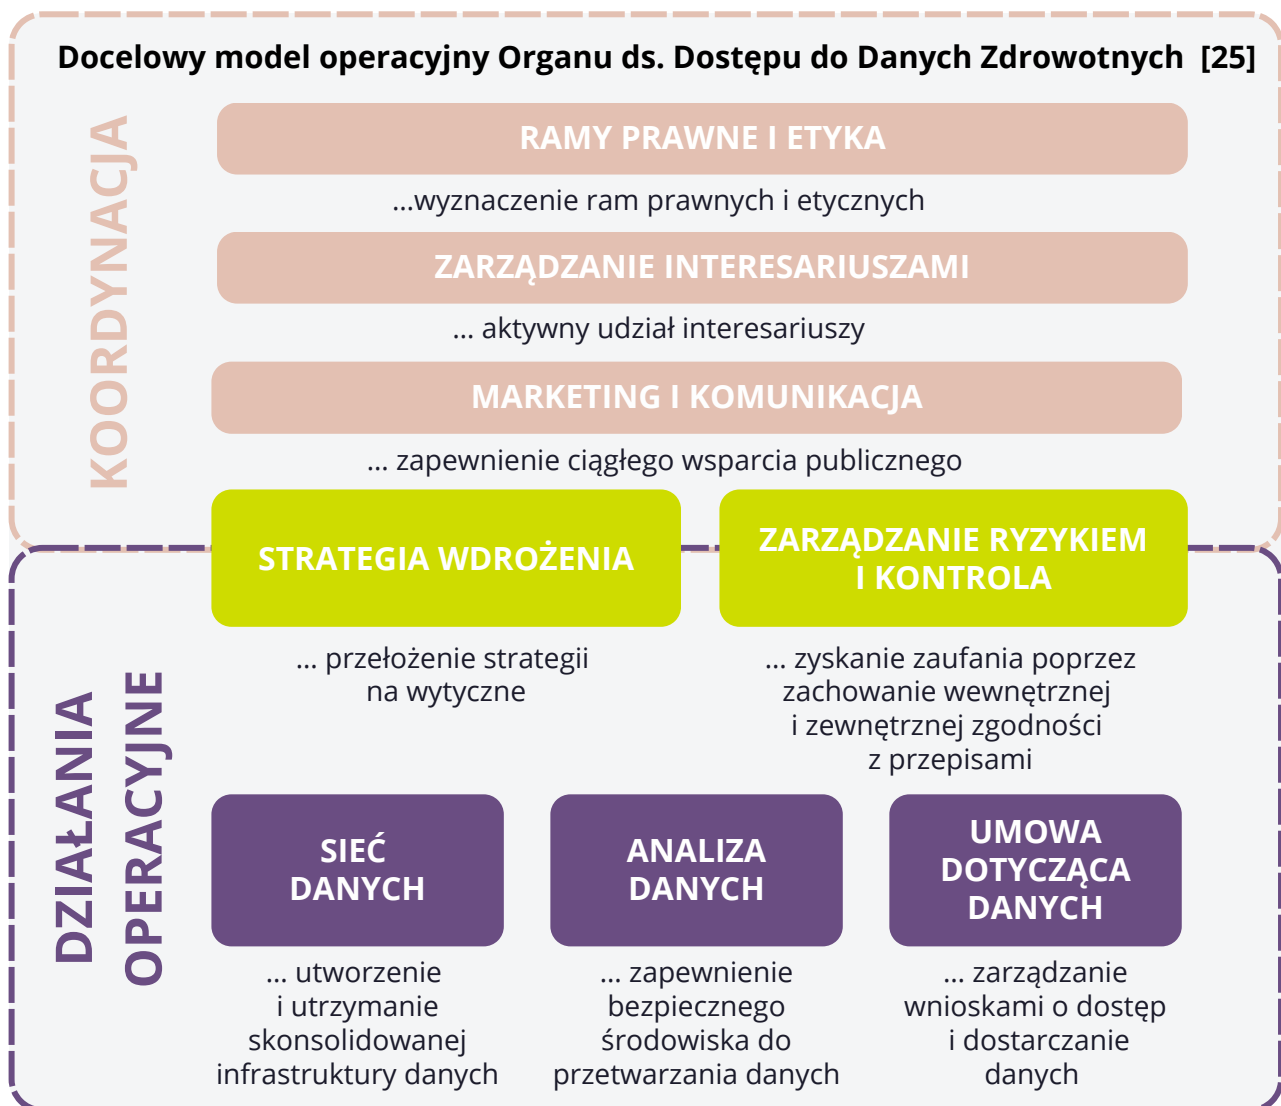 Docelowy model operacyjny Organu ds. Dostępu do Danych Zdrowotnych [25]
KOORDYNACJA
RAMY PRAWNE I ETYKA
...wyznaczenie ram prawnych i etycznych
ZARZĄDZANIE INTERESARIUSZAMI
... aktywny udział interesariuszy
MARKETING I KOMUNIKACJA
... zapewnienie ciągłego wsparcia publicznego
STRATEGIA WDROŻENIA
... przełożenie strategii
na wytyczne
ZARZĄDZANIE RYZYKIEM
I KONTROLA
... zyskanie zaufania poprzez
zachowanie wewnętrznej
i zewnętrznej zgodności
z przepisami
DZIAŁANIA
OPERACYJNE
SIEĆ
DANYCH
... utworzenie
i utrzymanie
skonsolidowanej
infrastruktury danych
ANALIZA
DANYCH
... zapewnienie
bezpiecznego
środowiska do
przetwarzania danych
UMOWA
DOTYCZĄCA
DANYCH
... zarządzanie
wnioskami o dostęp
i dostarczanie
danych